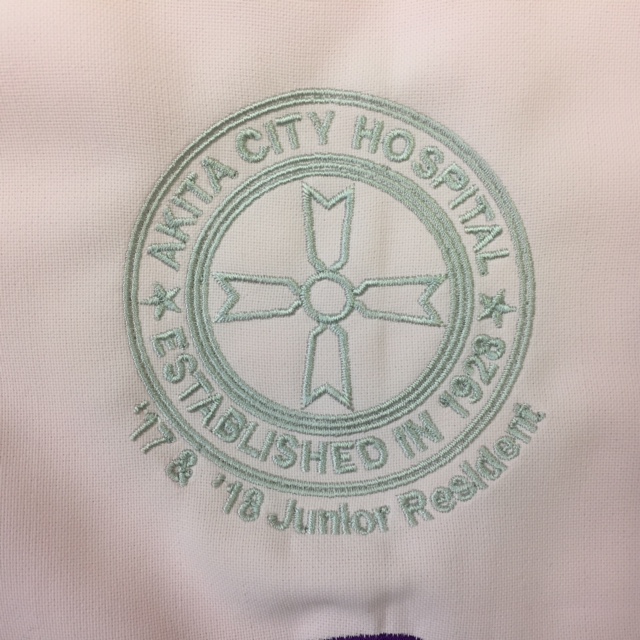 AKITA CITY HOSPITAL
ESTABLISHED IN 1928
'17 & '18 Junior Resident